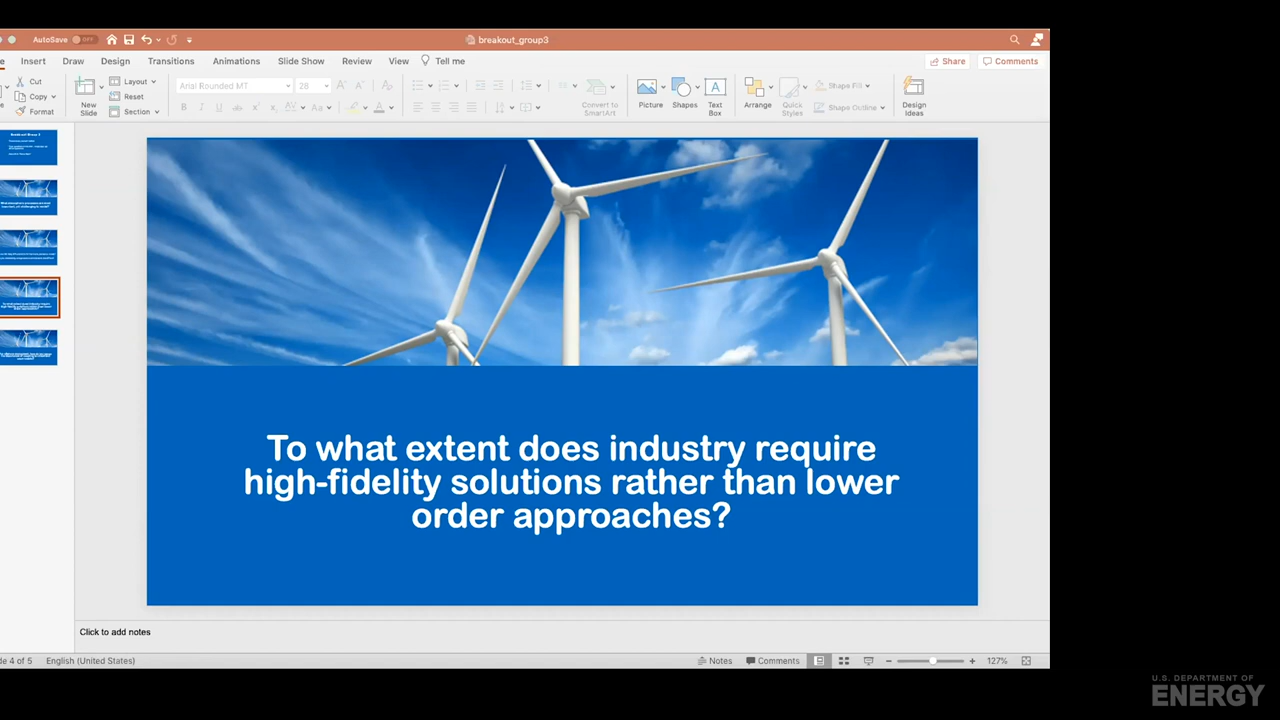 AutoSave OFF
breakout_group3
Insert Draw Design Transitions Animations Slide Show Review View Tell me
Share Comments
Cut
Copy
Format
New
Slide
Layout
Reset
Section
Arial Rounded MT 28
Convert to
SmartArt
Picture
Shapes
Text
Box
Arrange
Quick
Styles
Shape Fill
Shape Outline
Design
Ideas
To what extent does industry require
high-fidelity solutions rather than lower
order approaches?
Click to add notes
de 4 of 5 English (United States)
Notes Comments 127%
U.S. DEPARTMENT OF
ENERGY